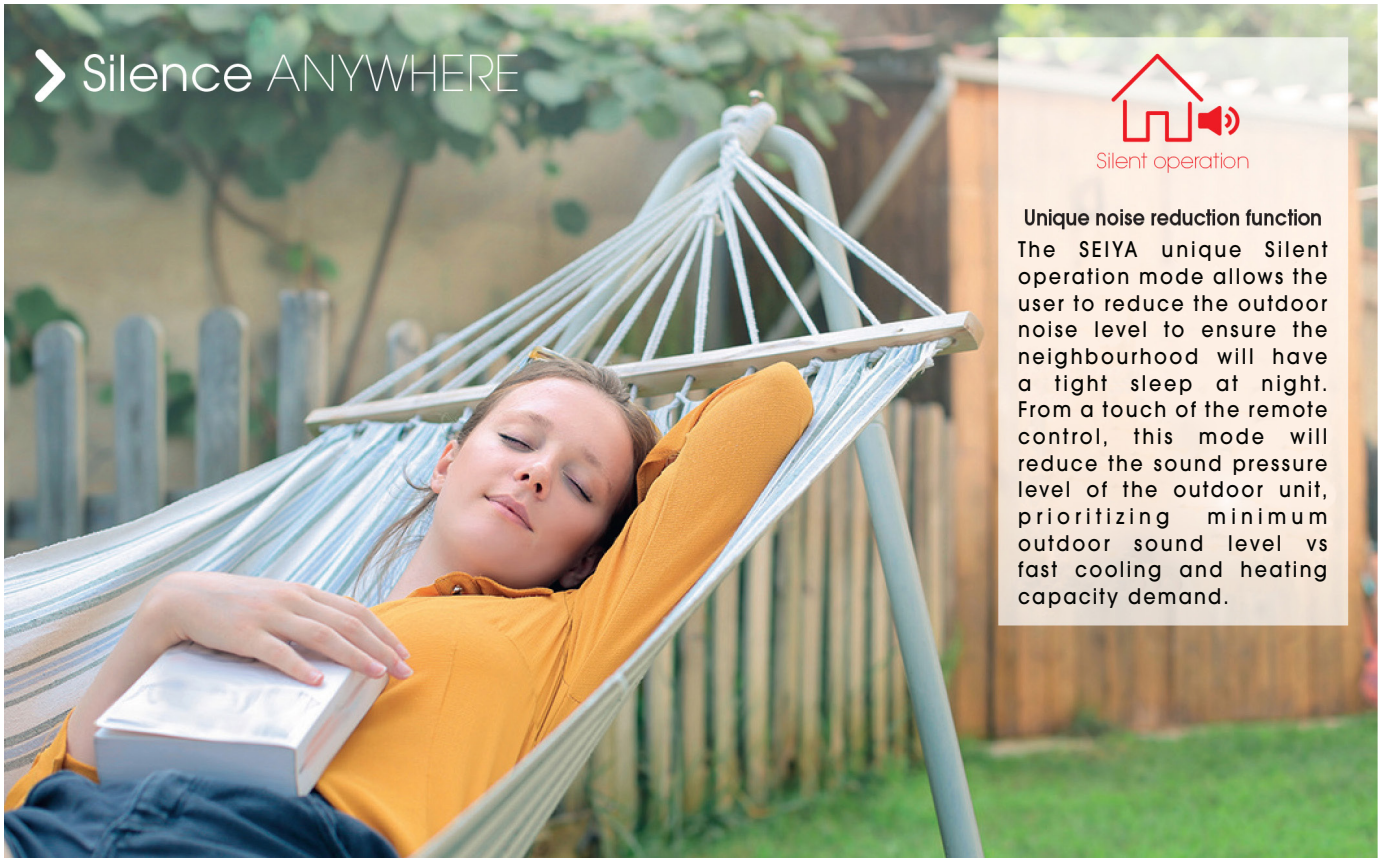 Silence ANYWHERE
Silent operation
Unique noise reduction function
The SEIYA unique Silent
operation mode allows the
user to reduce the outdoor
noise level to ensure the
neighbourhood will have
a tight sleep at night.
From a touch of the remote
control, this mode will
reduce the sound pressure
level of the outdoor unit,
prioritizing minimum
outdoor sound level vs
fast cooling and heating
capacity demand.